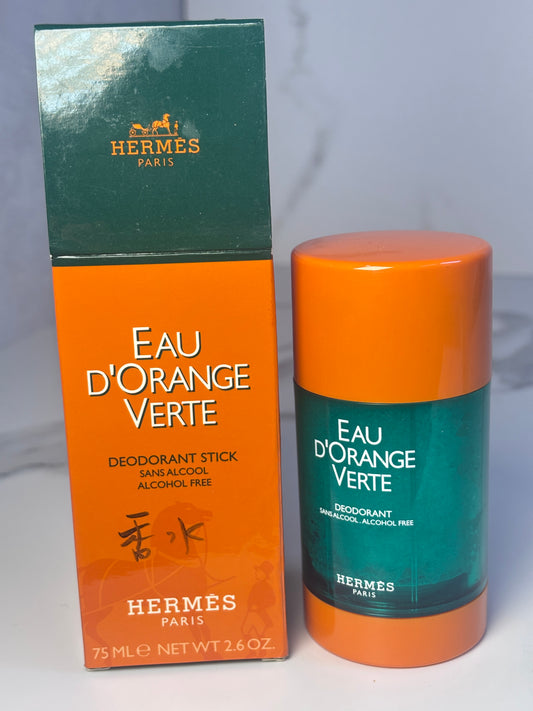 HERMÈS
PARIS
EAU
D'ORANGE
VERTE
DEODORANT STICK
SANS ALCOOL
ALCOHOL FREE
香水
HERMÈS
PARIS
75 ML ℮ NET WT 2.6 OZ.
EAU
D'ORANGE
VERTE
DEODORANT
SANS ALCOOL . ALCOHOL FREE
HERMÈS
PARIS